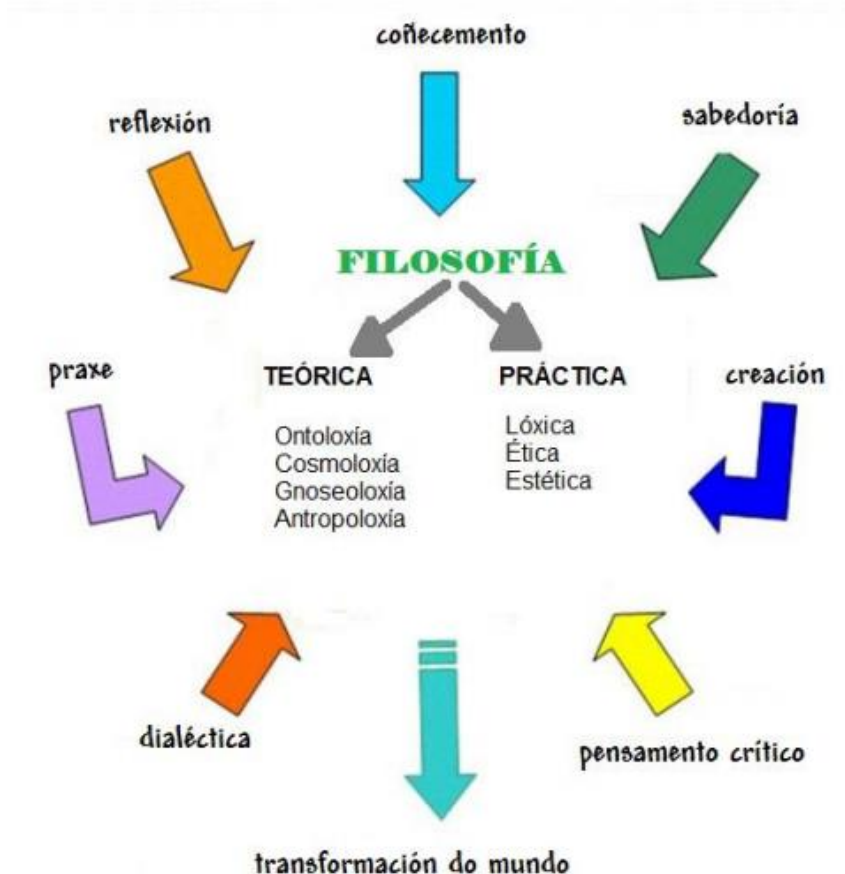 coñecemento
reflexión
sabedoría
FILOSOFÍA
praxe
TEÓRICA
PRÁCTICA
creación
Ontoloxía
Cosmoloxía
Gnoseoloxía
Antropoloxía
Lóxica
Ética
Estética
dialéctica
pensamento crítico
transformación do mundo